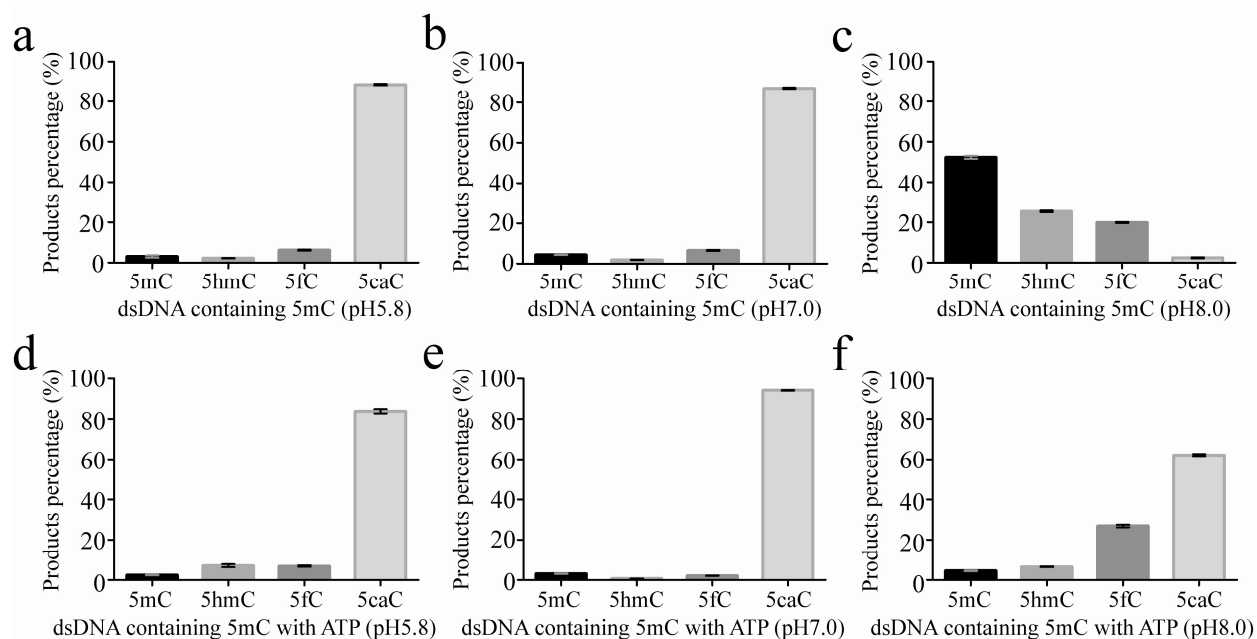 a
Products percentage (%)
100
80
60
40
20
0
5mC 5hmC 5fC 5caC
dsDNA containing 5mC (pH5.8)
b
Products percentage (%)
100
80
60
40
20
0
5mC 5hmC 5fC 5caC
dsDNA containing 5mC (pH7.0)
c
Products percentage (%)
100
80
60
40
20
0
5mC 5hmC 5fC 5caC
dsDNA containing 5mC (pH8.0)
d
Products percentage (%)
100
80
60
40
20
0
5mC 5hmC 5fC 5caC
dsDNA containing 5mC with ATP (pH5.8)
e
Products percentage (%)
100
80
60
40
20
0
5mC 5hmC 5fC 5caC
dsDNA containing 5mC with ATP (pH7.0)
f
Products percentage (%)
100
80
60
40
20
0
5mC 5hmC 5fC 5caC
dsDNA containing 5mC with ATP (pH8.0)